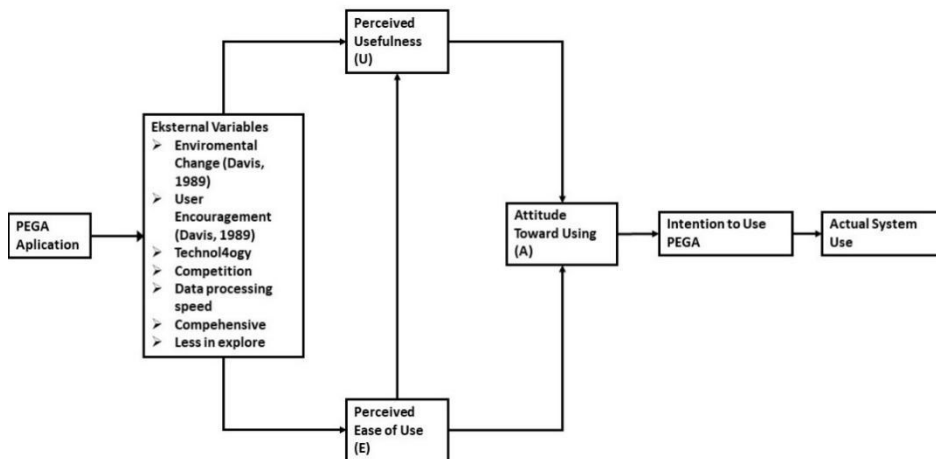 Perceived
Usefulness
(U)
Eksternal Variables
➢ Enviromental
Change (Davis,
1989)
➢ User
Encouragement
(Davis, 1989)
➢ Technol4ogy
➢ Competition
➢ Data processing
speed
➢ Compehensive
➢ Less in explore
PEGA
Aplication
Attitude
Toward Using
(A)
Intention to Use
PEGA
Actual System
Use
Perceived
Ease of Use
(E)